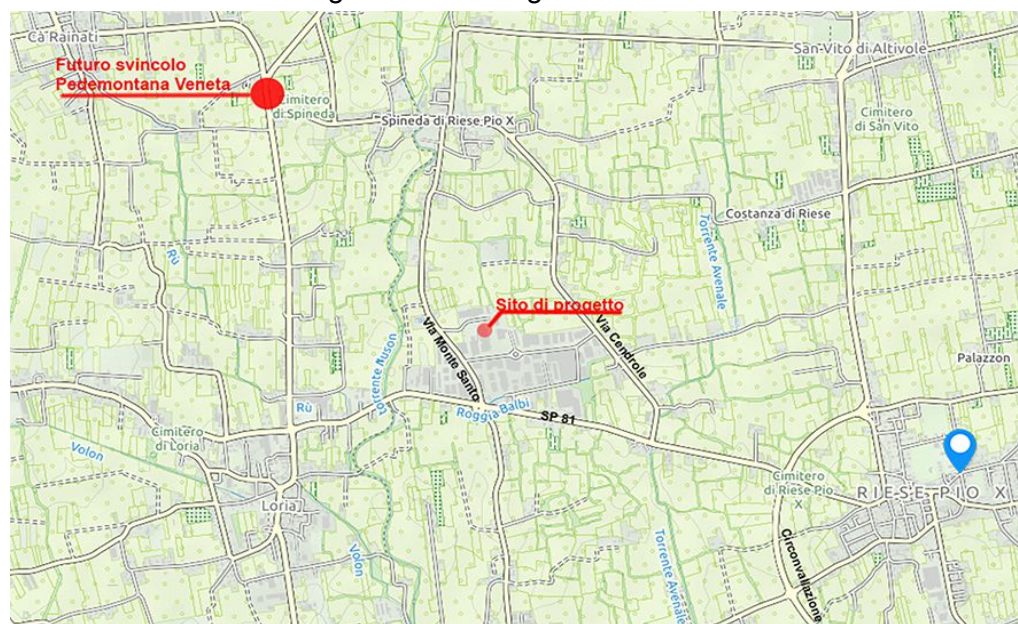 Cà Rainati
San Vito di Altivole
Futuro svincolo
Pedemontana Veneta
Cimitero
di Spineda
Cimitero
di San Vito
Spineda di Riese Pio X
Costanza di Riese
Torrente Avenale
Rù
Sito di progetto
Via Monte Santo
Via Cendrole
Torrente Muson
Palazzon
Rù
Roggia Balbi
SP 81
Cimitero
di Loria
Volon
Cimitero
di Riese Pio
X
RIESE PIO X
Loria
Volon
Torrente Avenale
Circonvallazione